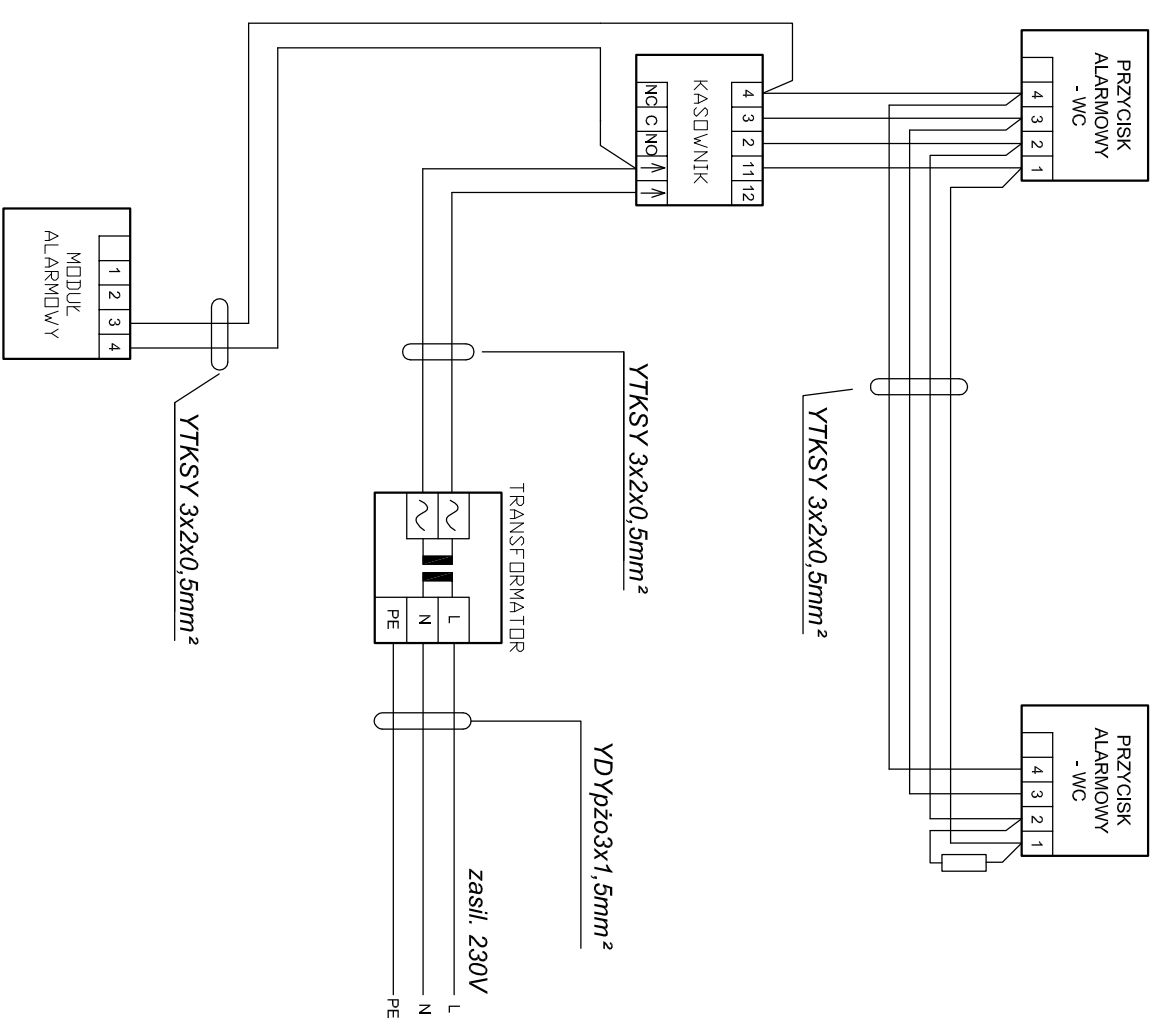 PRZYCISK
ALARMOWY
- WC
4 3 2 1
PRZYCISK
ALARMOWY
- WC
4 3 2 1
YTKSY 3x2x0,5mm²
4 3 2 11 12
KASOWNIK
NC C NO ↑ ↑
YTKSY 3x2x0,5mm²
YDYpżo3x1,5mm²
TRANSFORMATOR
~ L
~ N
PE
zasil. 230V
L
N
PE
YTKSY 3x2x0,5mm²
1 2 3 4
MODUŁ
ALARMOWY